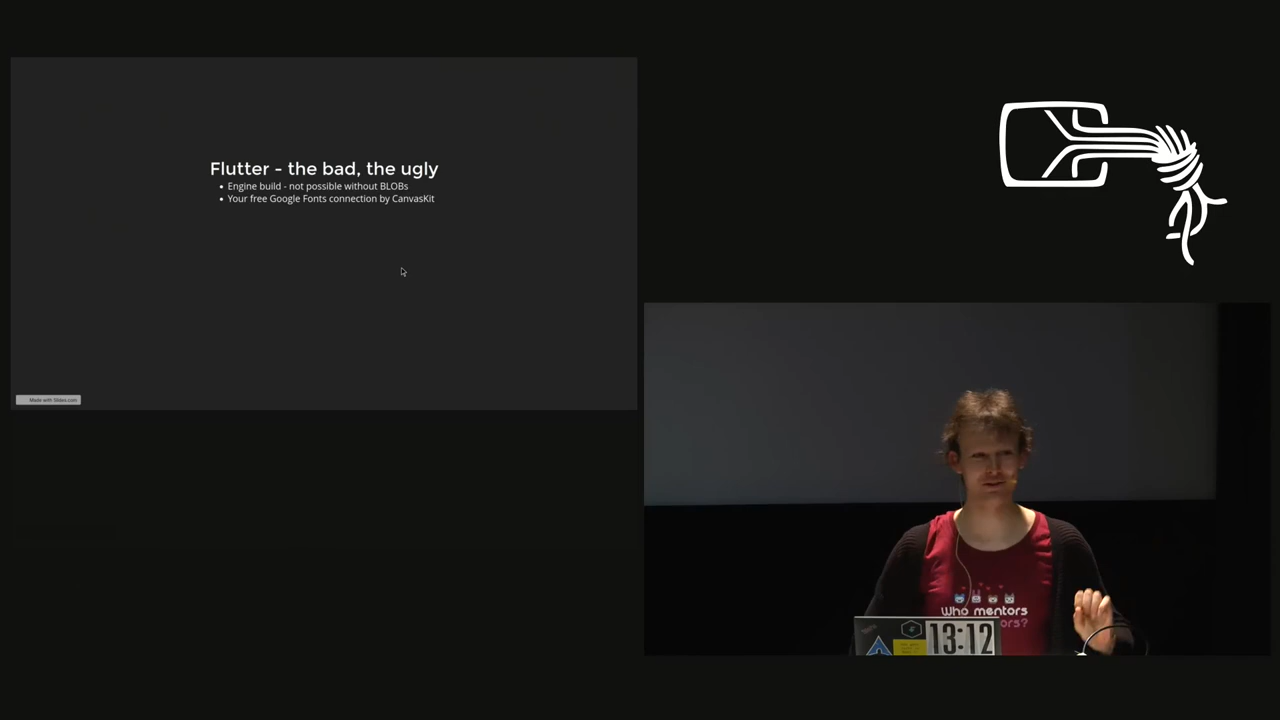 Flutter - the bad, the ugly
Engine build - not possible without BLOBs
Your free Google Fonts connection by CanvasKit
Made with Slides.com
Who mentors
ors?
13:12